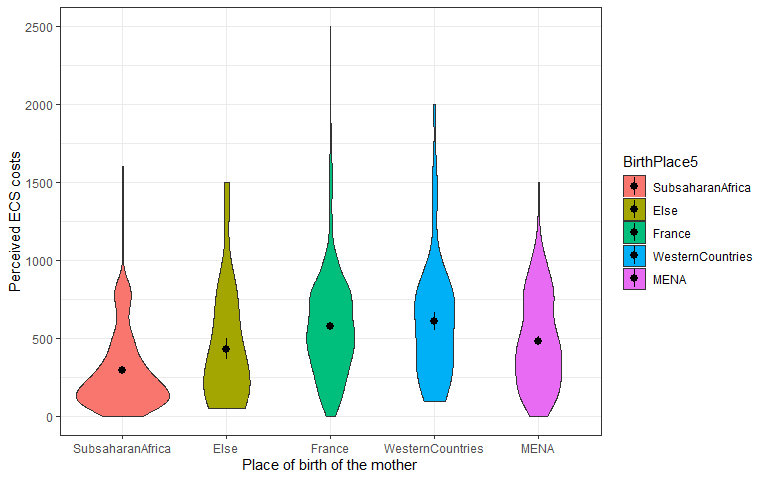 2500
2000
1500
1000
500
0
Perceived ECS costs
SubsaharanAfrica Else France WesternCountries MENA
Place of birth of the mother
BirthPlace5
SubsaharanAfrica
Else
France
WesternCountries
MENA